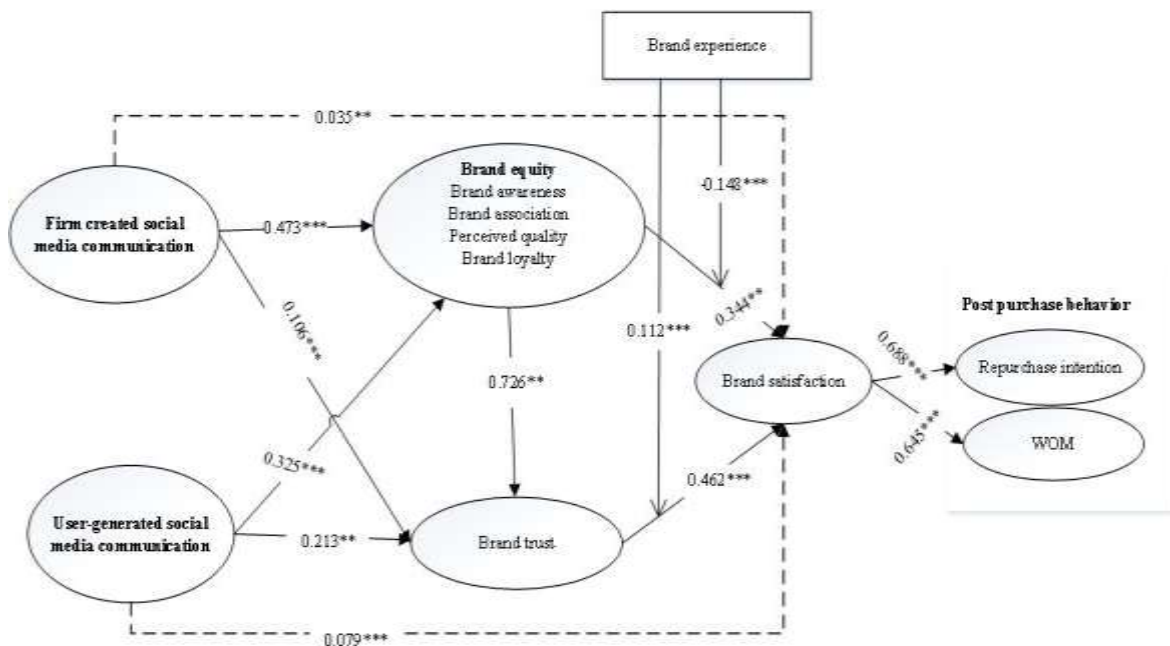 Brand experience
0.035**
Brand equity
Brand awareness
Brand association
Perceived quality
Brand loyalty
-0.148***
Firm created social
media communication
0.473***
0.106***
0.112***
0.344**
Post purchase behavior
0.726**
Brand satisfaction
0.688***
Repurchase intention
0.645***
WOM
0.325***
0.462***
User-generated social
media communication
0.213**
Brand trust
0.079***